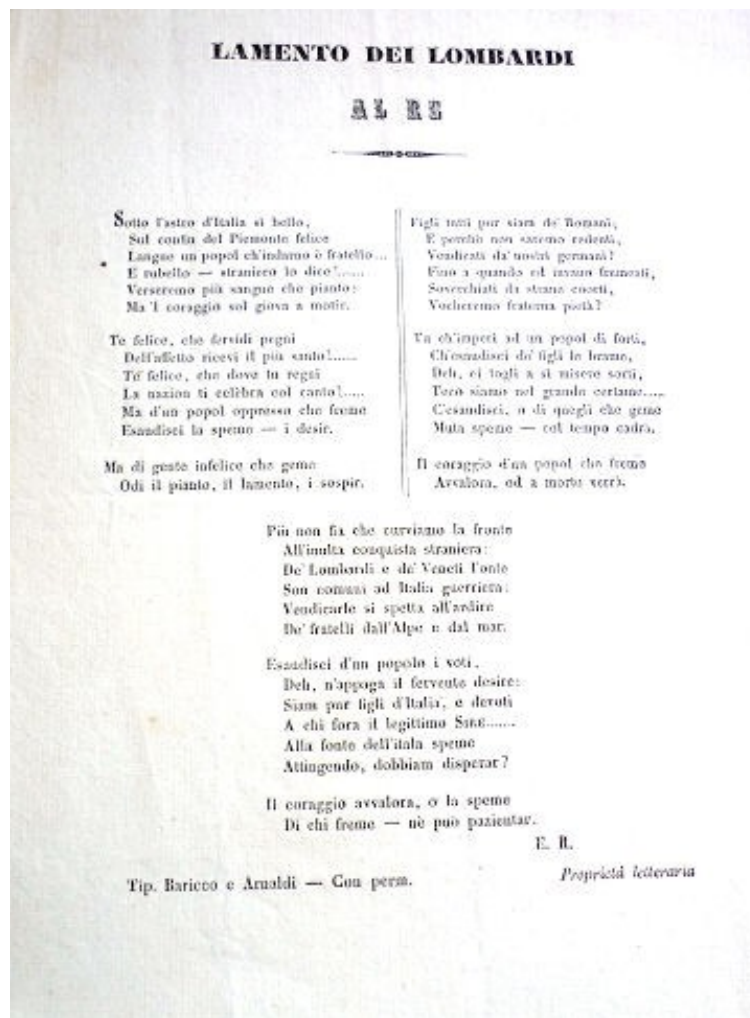 LAMENTO DEI LOMBARDI
AL RE
Sotto l'astro d'Italia sì bello,
Sul confin del Piemonte felice
Langue un popol ch'indarno è fratello...
E rubello — straniero lo dice!......
Verseremo più sangue che pianto:
Ma 'l coraggio sol giova a morir.
Te felice, che fervidi pegni
Dell'affetto ricevi il più santo!......
Te felice, che dove tu regni
La nazion ti celèbra col canto!.....
Ma d'un popol oppresso che freme
Esaudisci la speme — i desir.
Ma di gente infelice che geme
Odi il pianto, il lamento, i sospir.
Figli tutti pur siam de' Romani,
E perchè non saremo redenti,
Vendicati da' nostri germani?
Fino a quando ed invano frementi,
Soverchiati da strane coorti,
Vocheremo fraterna pietà?
Tu ch'imperi ad un popol di forti,
Ch'esaudisci de' figli le brame,
Deh, ci togli a sì misere sorti,
Teco siamo nel grande certame.....
C'esaudisci, o di quegli che geme
Muta speme — col tempo cadrà.
Il coraggio d'un popol che freme
Avvalora, od a morte verrà.
Più non fia che curviamo la fronte
All'inulta conquista straniera:
De' Lombardi e de' Veneti l'onte
Son comuni ad Italia guerriera:
Vendicarle si spetta all'ardire
De' fratelli dall'Alpe e dal mar.
Esaudisci d'un popolo i voti,
Deh, n'appoga il fervente desire:
Siam pur figli d'Italia, e devoti
A chi fora il legittimo SIRE......
Alla fonte dell'itala speme
Attingendo, dobbiam disperar?
Il coraggio avvalora, o la speme
Di chi freme — nè può pazientar.
E. R.
Tip. Baricco e Arnaldi — Con perm.
Proprietà letteraria